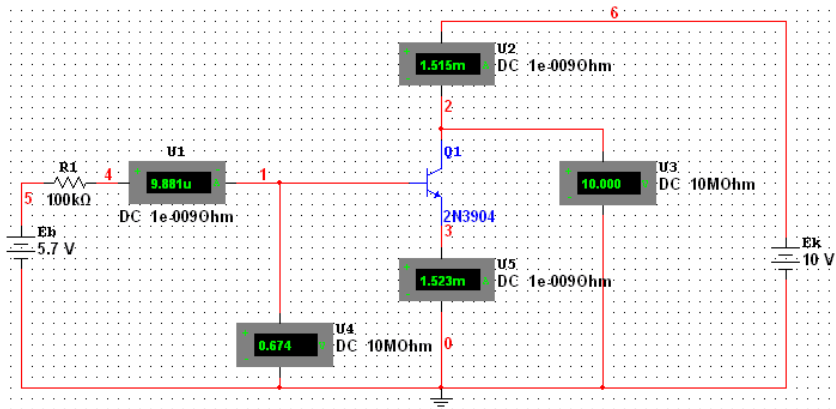 6
U2
1.515m A
DC 1e-009Ohm
2
Q1
U1
R1
4
9.881u A
1
5
100kΩ
DC 1e-009Ohm
U3
10.000 V
DC 10MOhm
2N3904
3
Eb
5.7 V
Ek
10 V
U5
1.523m A
DC 1e-009Ohm
U4
0.674 V
DC 10MOhm
0